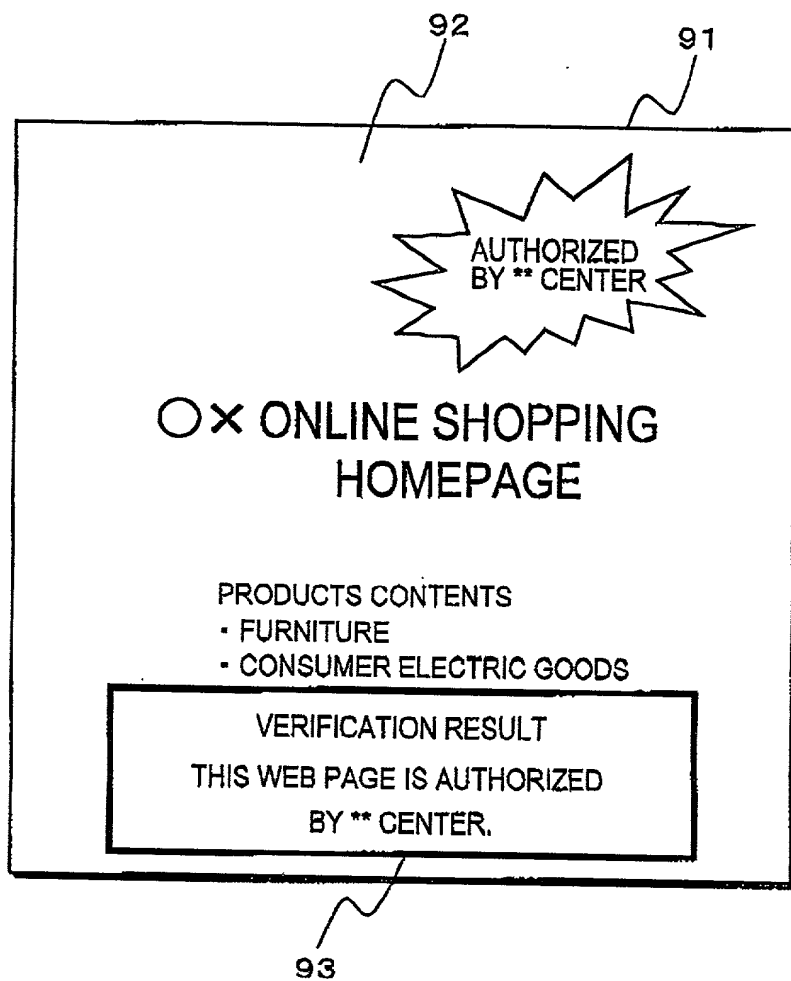 92
91
AUTHORIZED
BY ** CENTER
○× ONLINE SHOPPING
HOMEPAGE
PRODUCTS CONTENTS
・FURNITURE
・CONSUMER ELECTRIC GOODS
VERIFICATION RESULT
THIS WEB PAGE IS AUTHORIZED
BY ** CENTER.
93